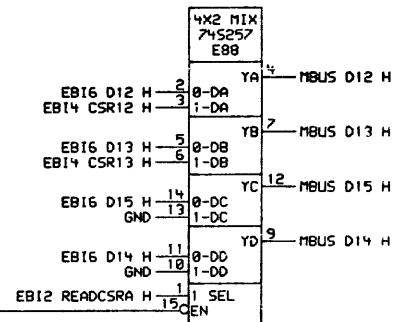 4X2 MIX
74S257
E88
YA 4 MBUS D12 H
EBI6 D12 H 2 0-DA
EBI4 CSR12 H 3 1-DA
YB 7 MBUS D13 H
EBI6 D13 H 5 0-DB
EBI4 CSR13 H 6 1-DB
YC 12 MBUS D15 H
EBI6 D15 H 14 0-DC
GND 13 1-DC
YD 9 MBUS D14 H
EBI6 D14 H 11 0-DD
GND 10 1-DD
EBI2 READCSRA H 1 1 SEL
15 EN